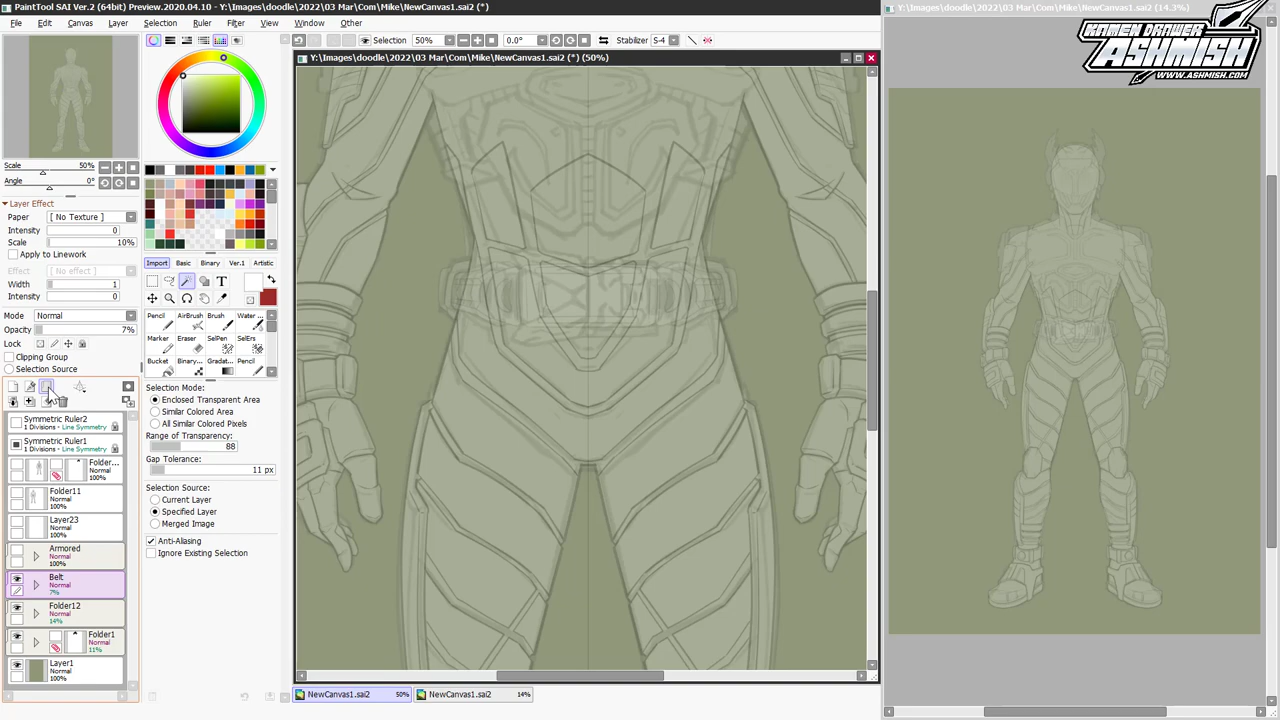 PaintTool SAI Ver.2 (64bit) Preview.2020.04.10 - Y:\Images\doodle\2022\03 Mar\Com\Mike\NewCanvas1.sai2 (*)
File Edit Canvas Layer Selection Ruler Filter View Window Other
Selection 50% 0.0° Stabilizer S-4
Y:\Images\doodle\2022\03 Mar\Com\Mike\NewCanvas1.sai2 (*) (50%)
Y:\Images\doodle\2022\03 Mar\Com\Mike\NewCanvas1.sai2 (14.3%)
KAMEN DRAWER
ASHMISH
WWW.ASHMISH.COM
Scale 50%
Angle 0°
Layer Effect
Paper [ No Texture ]
Intensity 0
Scale 10%
Apply to Linework
Effect [ No effect ]
Width 1
Intensity 0
Mode Normal
Opacity 7%
Lock
Clipping Group
Selection Source
Symmetric Ruler2
1 Divisions - Line Symmetry
Symmetric Ruler1
1 Divisions - Line Symmetry
Folder...
Normal
100%
Folder11
Normal
100%
Layer23
Normal
100%
Armored
Normal
100%
Belt
Normal
7%
Folder12
Normal
14%
Folder1
Normal
11%
Layer1
Normal
100%
Import Basic Binary Ver.1 Artistic
T
Pencil AirBrush Brush Water ...
Marker Eraser SelPen SelErs
Bucket Binary... Gradat... Pencil
Selection Mode:
Enclosed Transparent Area
Similar Colored Area
All Similar Colored Pixels
Range of Transparency:
88
Gap Tolerance:
11 px
Selection Source:
Current Layer
Specified Layer
Merged Image
Anti-Aliasing
Ignore Existing Selection
NewCanvas1.sai2 50% NewCanvas1.sai2 14%